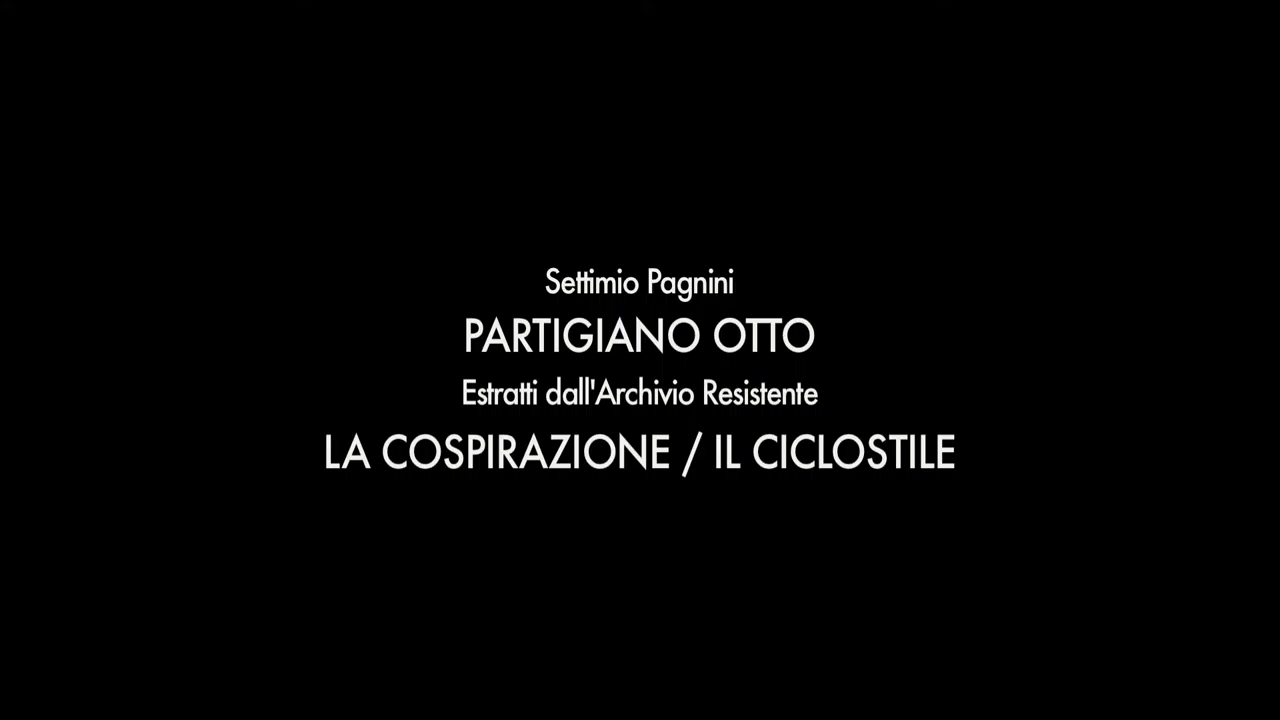 Settimio Pagnini
PARTIGIANO OTTO
Estratti dall'Archivio Resistente
LA COSPIRAZIONE / IL CICLOSTILE